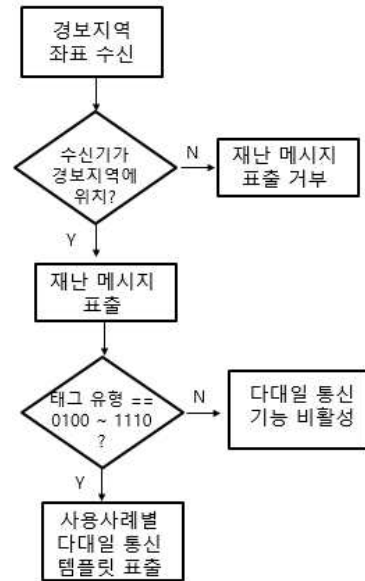 경보지역
좌표 수신
수신기가
경보지역에
위치?
N
재난 메시지
표출 거부
Y
재난 메시지
표출
태그 유형 ==
0100 ~ 1110
?
N
다대일 통신
기능 비활성
Y
사용사례별
다대일 통신
템플릿 표출